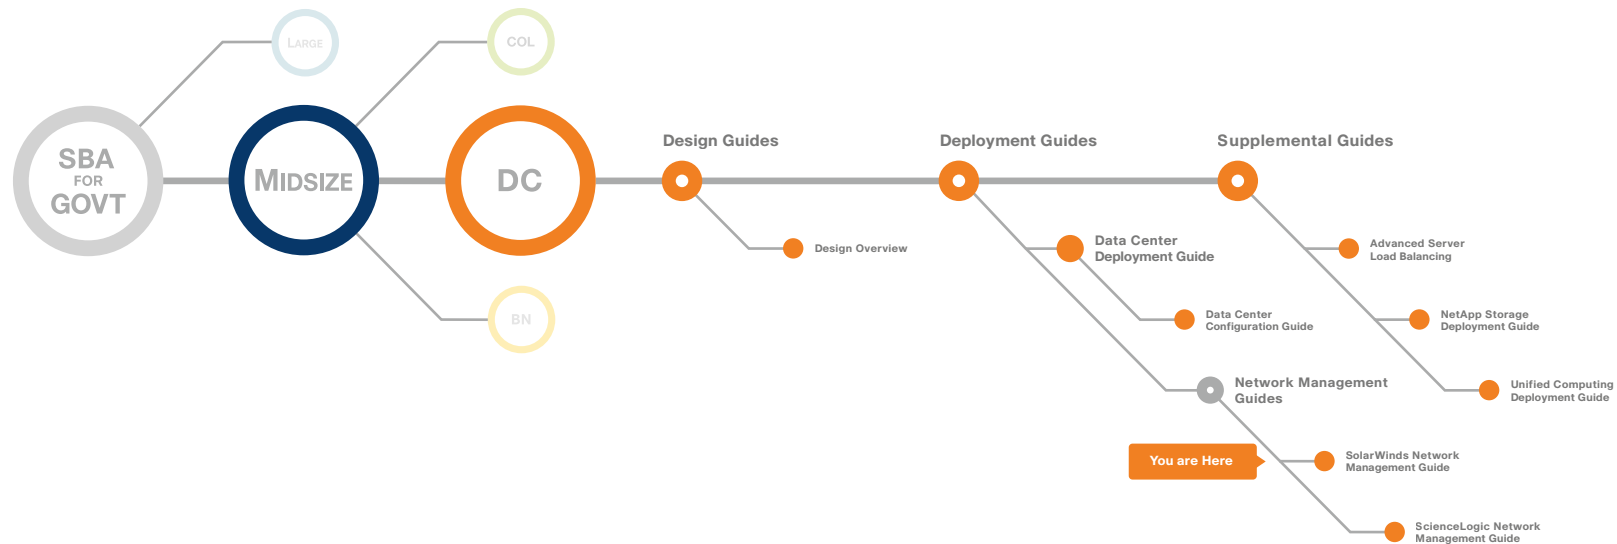 LARGE
COL
SBA
FOR
GOVT
MIDSIZE
DC
BN
Design Guides
Design Overview
Deployment Guides
Data Center
Deployment Guide
Data Center
Configuration Guide
Network Management
Guides
You are Here
SolarWinds Network
Management Guide
ScienceLogic Network
Management Guide
Supplemental Guides
Advanced Server
Load Balancing
NetApp Storage
Deployment Guide
Unified Computing
Deployment Guide